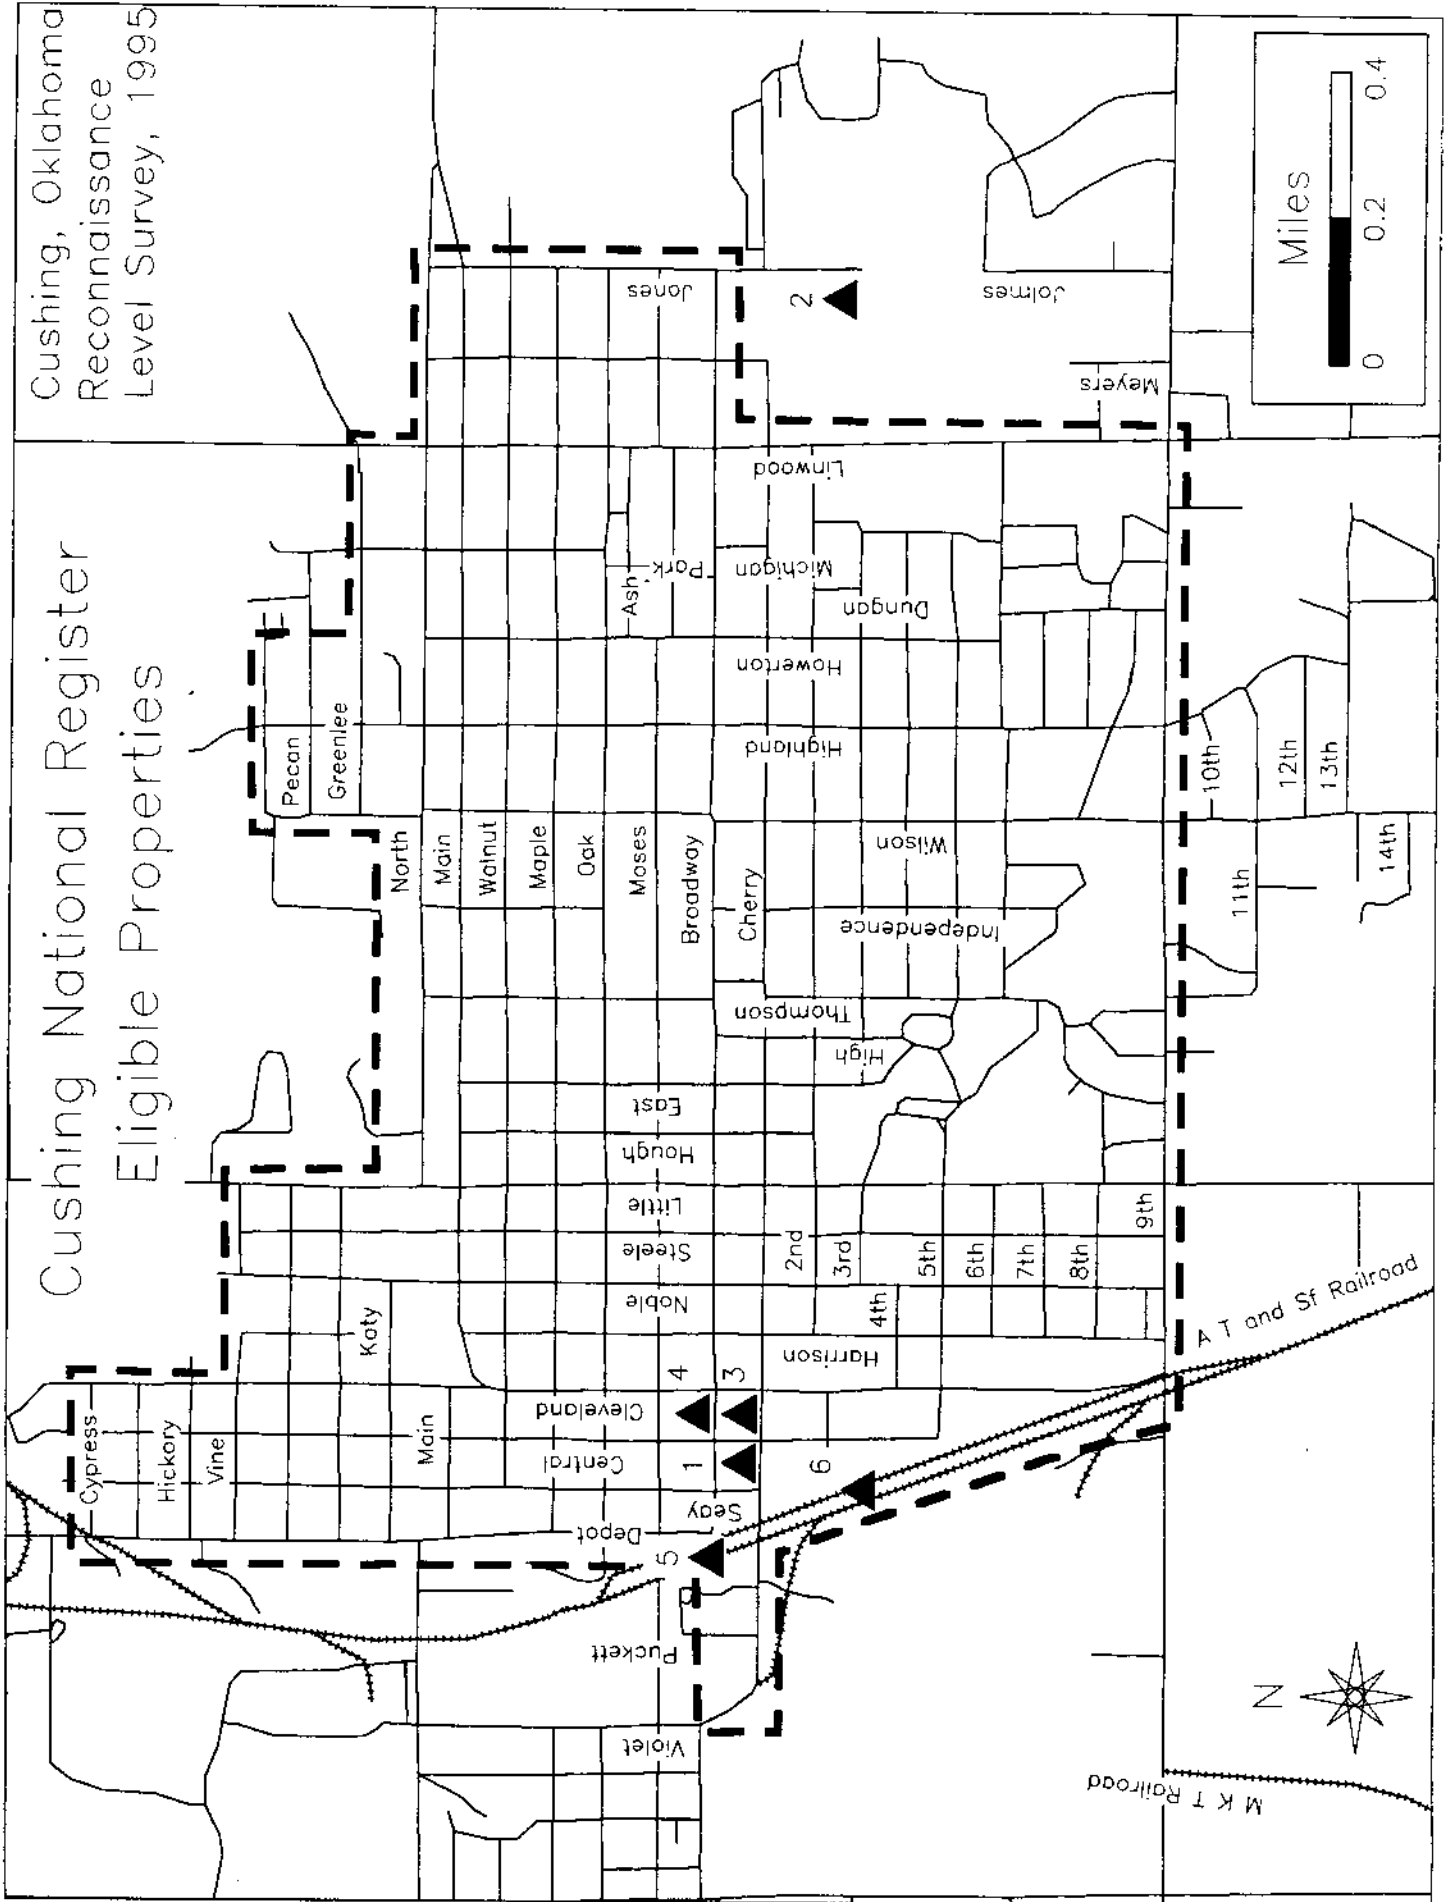 Cushing National Register
Eligible Properties
Cushing, Oklahoma
Reconnaissance
Level Survey, 1995
Cypress
Hickory
Vine
Katy
Main
Pecan
Greenlee
North
Main
Walnut
Maple
Oak
Moses
Broadway
Cherry
Ash
Park
2nd
3rd
4th
5th
6th
7th
8th
9th
10th
11th
12th
13th
14th
Violet
Puckett
Depot
Seay
Central
Cleveland
Harrison
Noble
Steele
Little
Hough
East
High
Thompson
Independence
Wilson
Highland
Howerton
Dungan
Michigan
Linwood
Meyers
Jones
Jolmes
1
2
3
4
5
6
A T and Sf Railroad
M K T Railroad
N
Miles
0 0.2 0.4